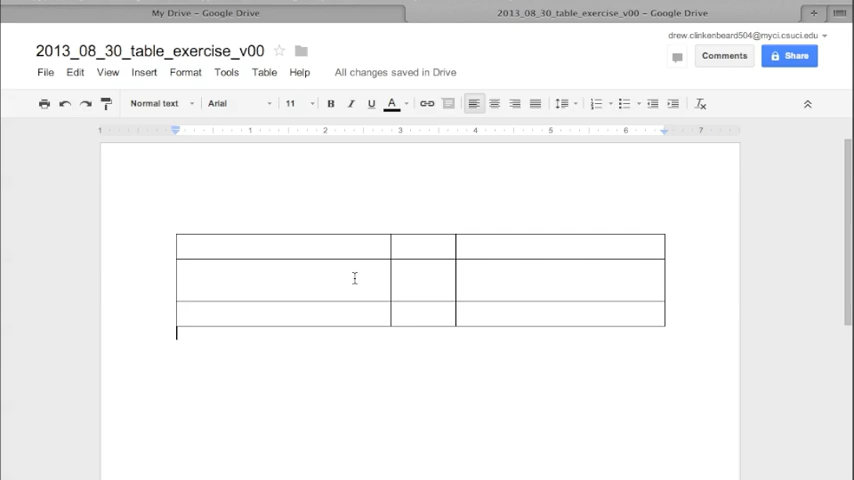 My Drive – Google Drive
2013_08_30_table_exercise_v00 – Google Drive
drew.clinkenbeard504@myci.csuci.edu
2013_08_30_table_exercise_v00
Comments
Share
File Edit View Insert Format Tools Table Help All changes saved in Drive
Normal text Arial 11 B I U A
1 1 2 3 4 5 6 7